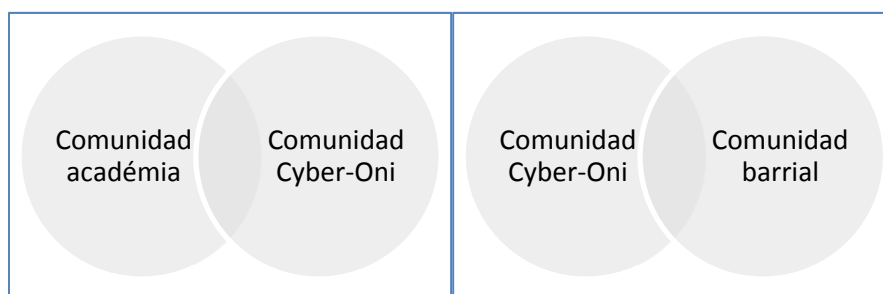 Comunidad
académia
Comunidad
Cyber-Oni
Comunidad
Cyber-Oni
Comunidad
barrial